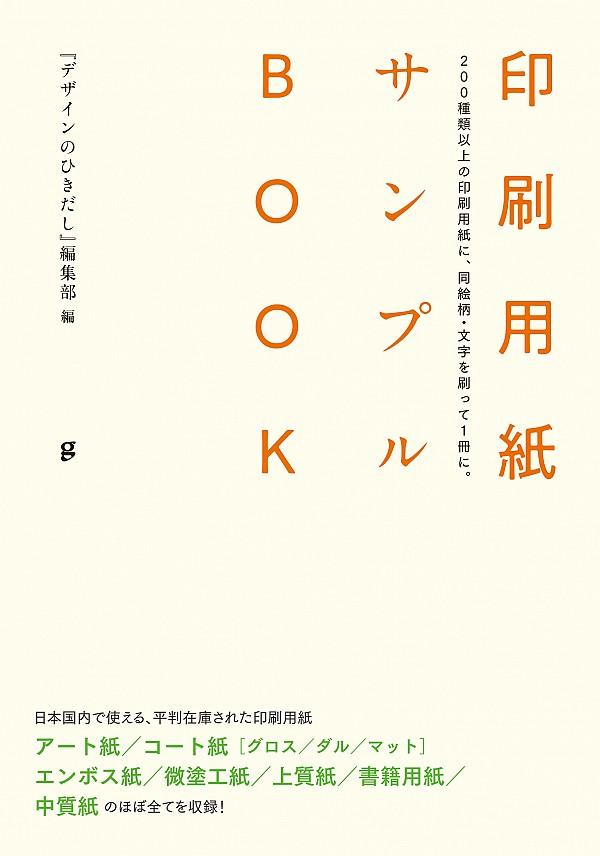 印刷用紙
200種類以上の印刷用紙に、同絵柄・文字を刷って1冊に。
サンプル
BOOK
『デザインのひきだし』編集部 編
g
日本国内で使える、平判在庫された印刷用紙
アート紙／コート紙［グロス／ダル／マット］
エンボス紙／微塗工紙／上質紙／書籍用紙／
中質紙 のほぼ全てを収録！